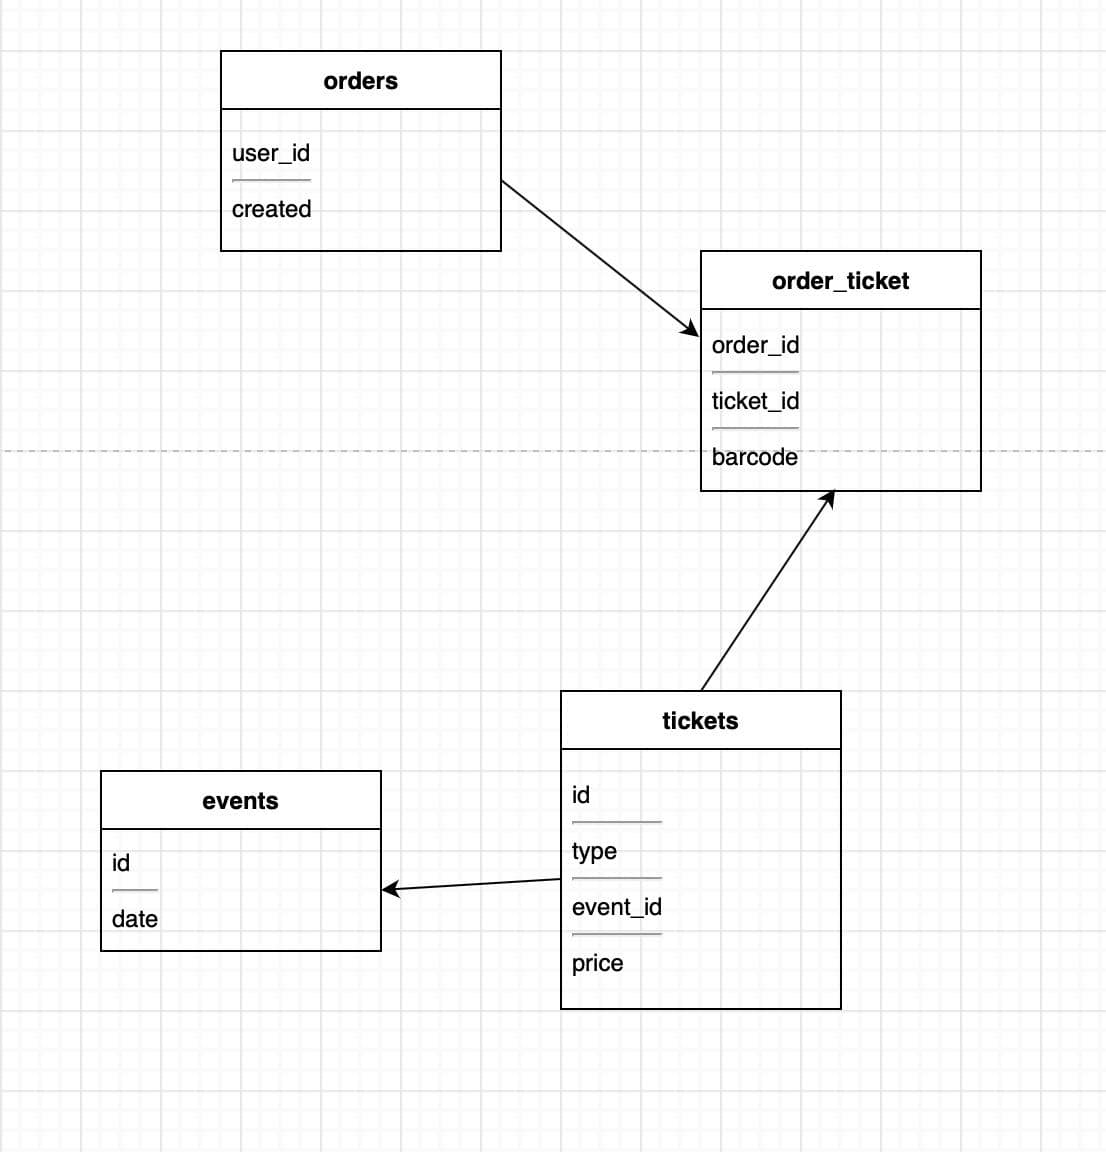 orders
user_id
created
order_ticket
order_id
ticket_id
barcode
tickets
id
type
event_id
price
events
id
date